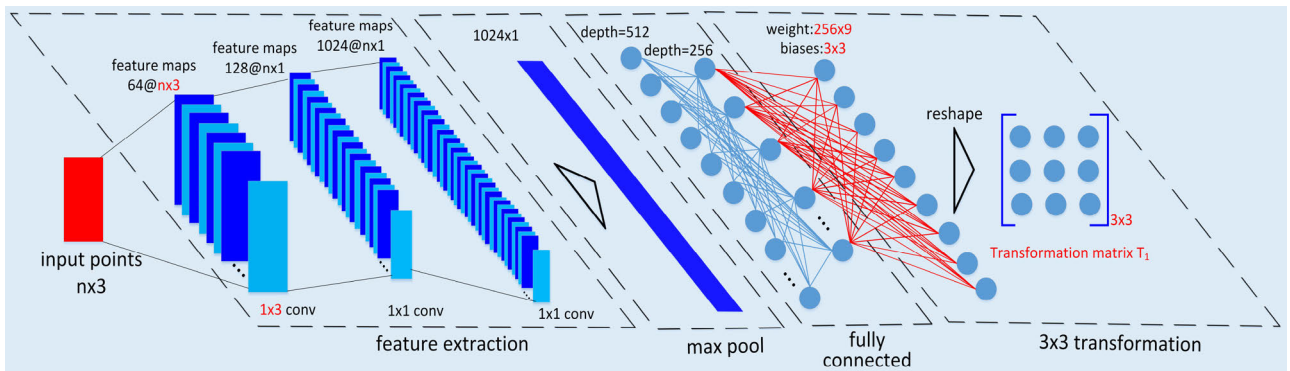 feature maps
64@nx3
feature maps
128@nx1
feature maps
1024@nx1
1024x1
depth=512
depth=256
weight:256x9
biases:3x3
reshape
3x3
Transformation matrix T₁
input points
nx3
1x3 conv
1x1 conv
1x1 conv
feature extraction
max pool
fully
connected
3x3 transformation